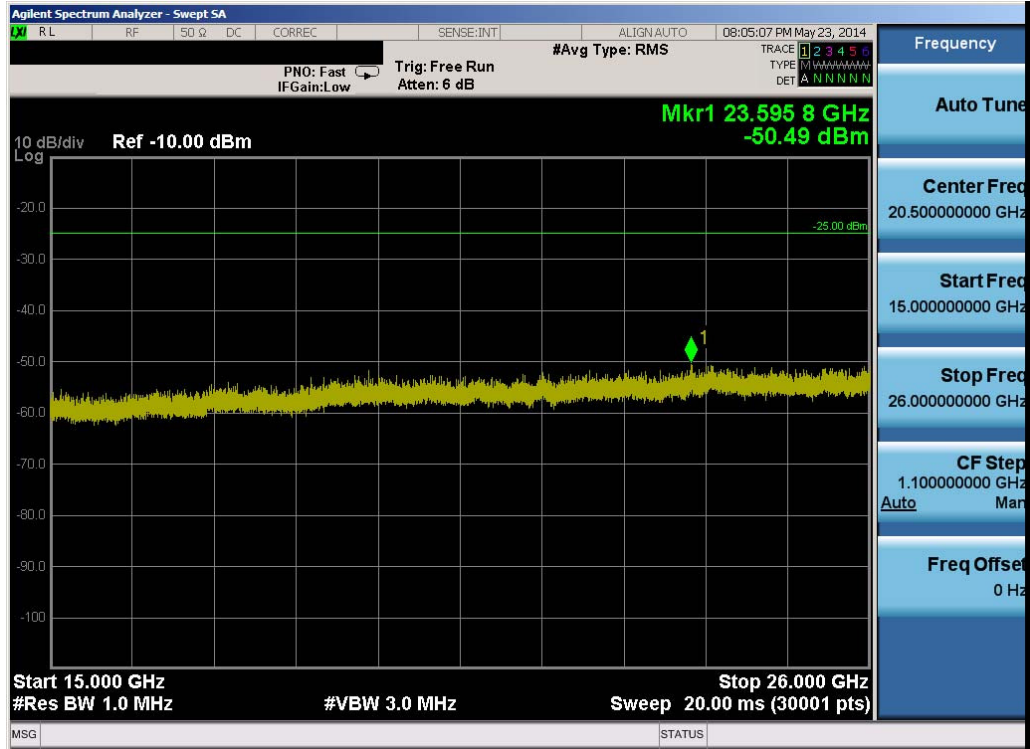 Agilent Spectrum Analyzer - Swept SA
LXI RL RF 50 Ω DC CORREC SENSE:INT ALIGN AUTO 08:05:07 PM May 23, 2014
#Avg Type: RMS
TRACE 1 2 3 4 5 6
PNO: Fast Trig: Free Run
TYPE M WWWWW
IFGain:Low Atten: 6 dB
DET A N N N N N
Mkr1 23.595 8 GHz
-50.49 dBm
10 dB/div Ref -10.00 dBm
Log
-20.0
-25.00 dBm
-30.0
-40.0
1
-50.0
-60.0
-70.0
-80.0
-90.0
-100
Start 15.000 GHz Stop 26.000 GHz
#Res BW 1.0 MHz #VBW 3.0 MHz Sweep 20.00 ms (30001 pts)
MSG STATUS
Frequency
Auto Tune
Center Freq
20.500000000 GHz
Start Freq
15.000000000 GHz
Stop Freq
26.000000000 GHz
CF Step
1.100000000 GHz
Auto Man
Freq Offset
0 Hz